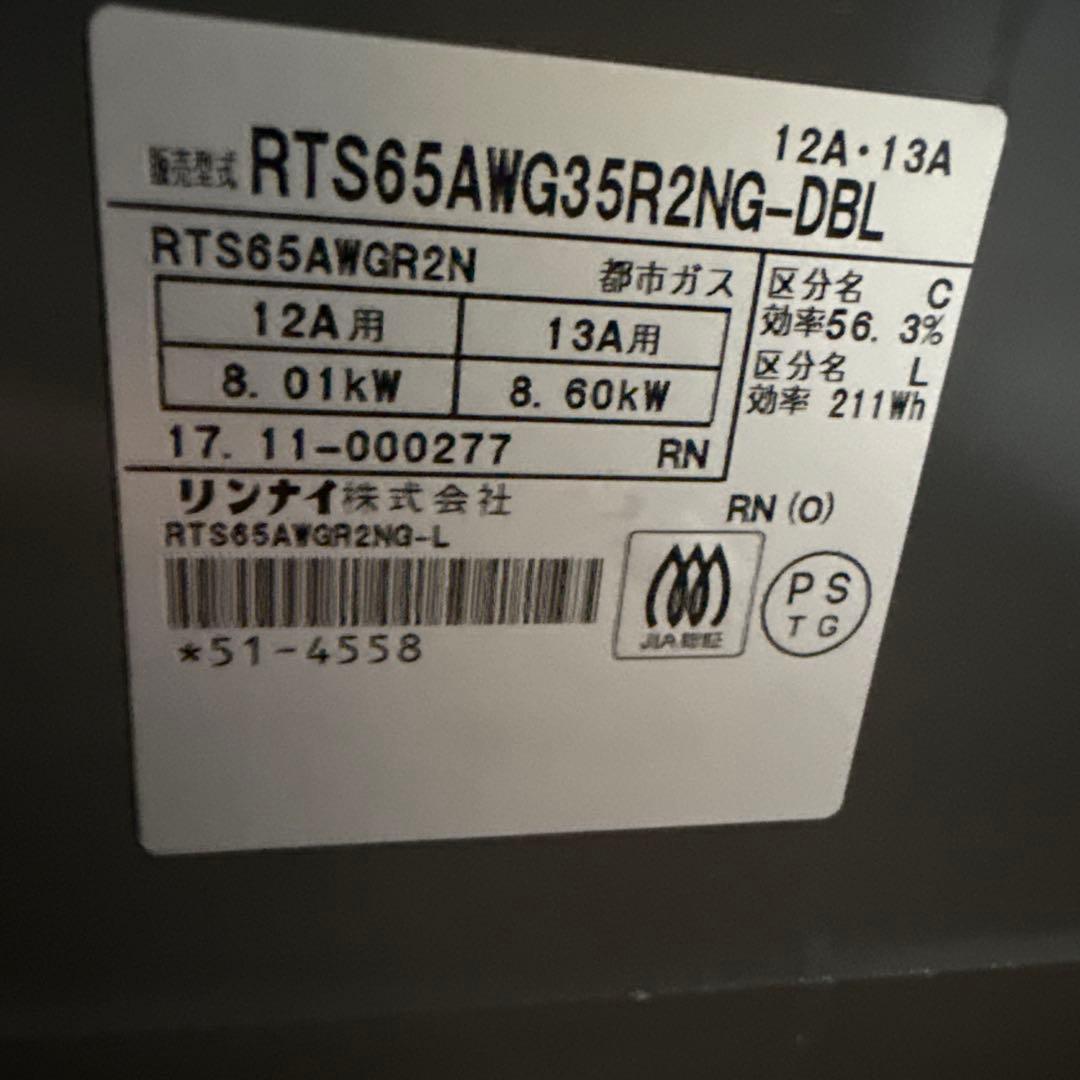 12A・13A
販売型式 RTS65AWG35R2NG-DBL
RTS65AWGR2N 都市ガス
12A用 13A用
8.01kW 8.60kW
17.11-000277 RN
区分名 C
効率56.3%
区分名 L
効率 211Wh
リンナイ株式会社
RN(O)
RTS65AWGR2NG-L
*51-4558
JIA認証
PS
TG